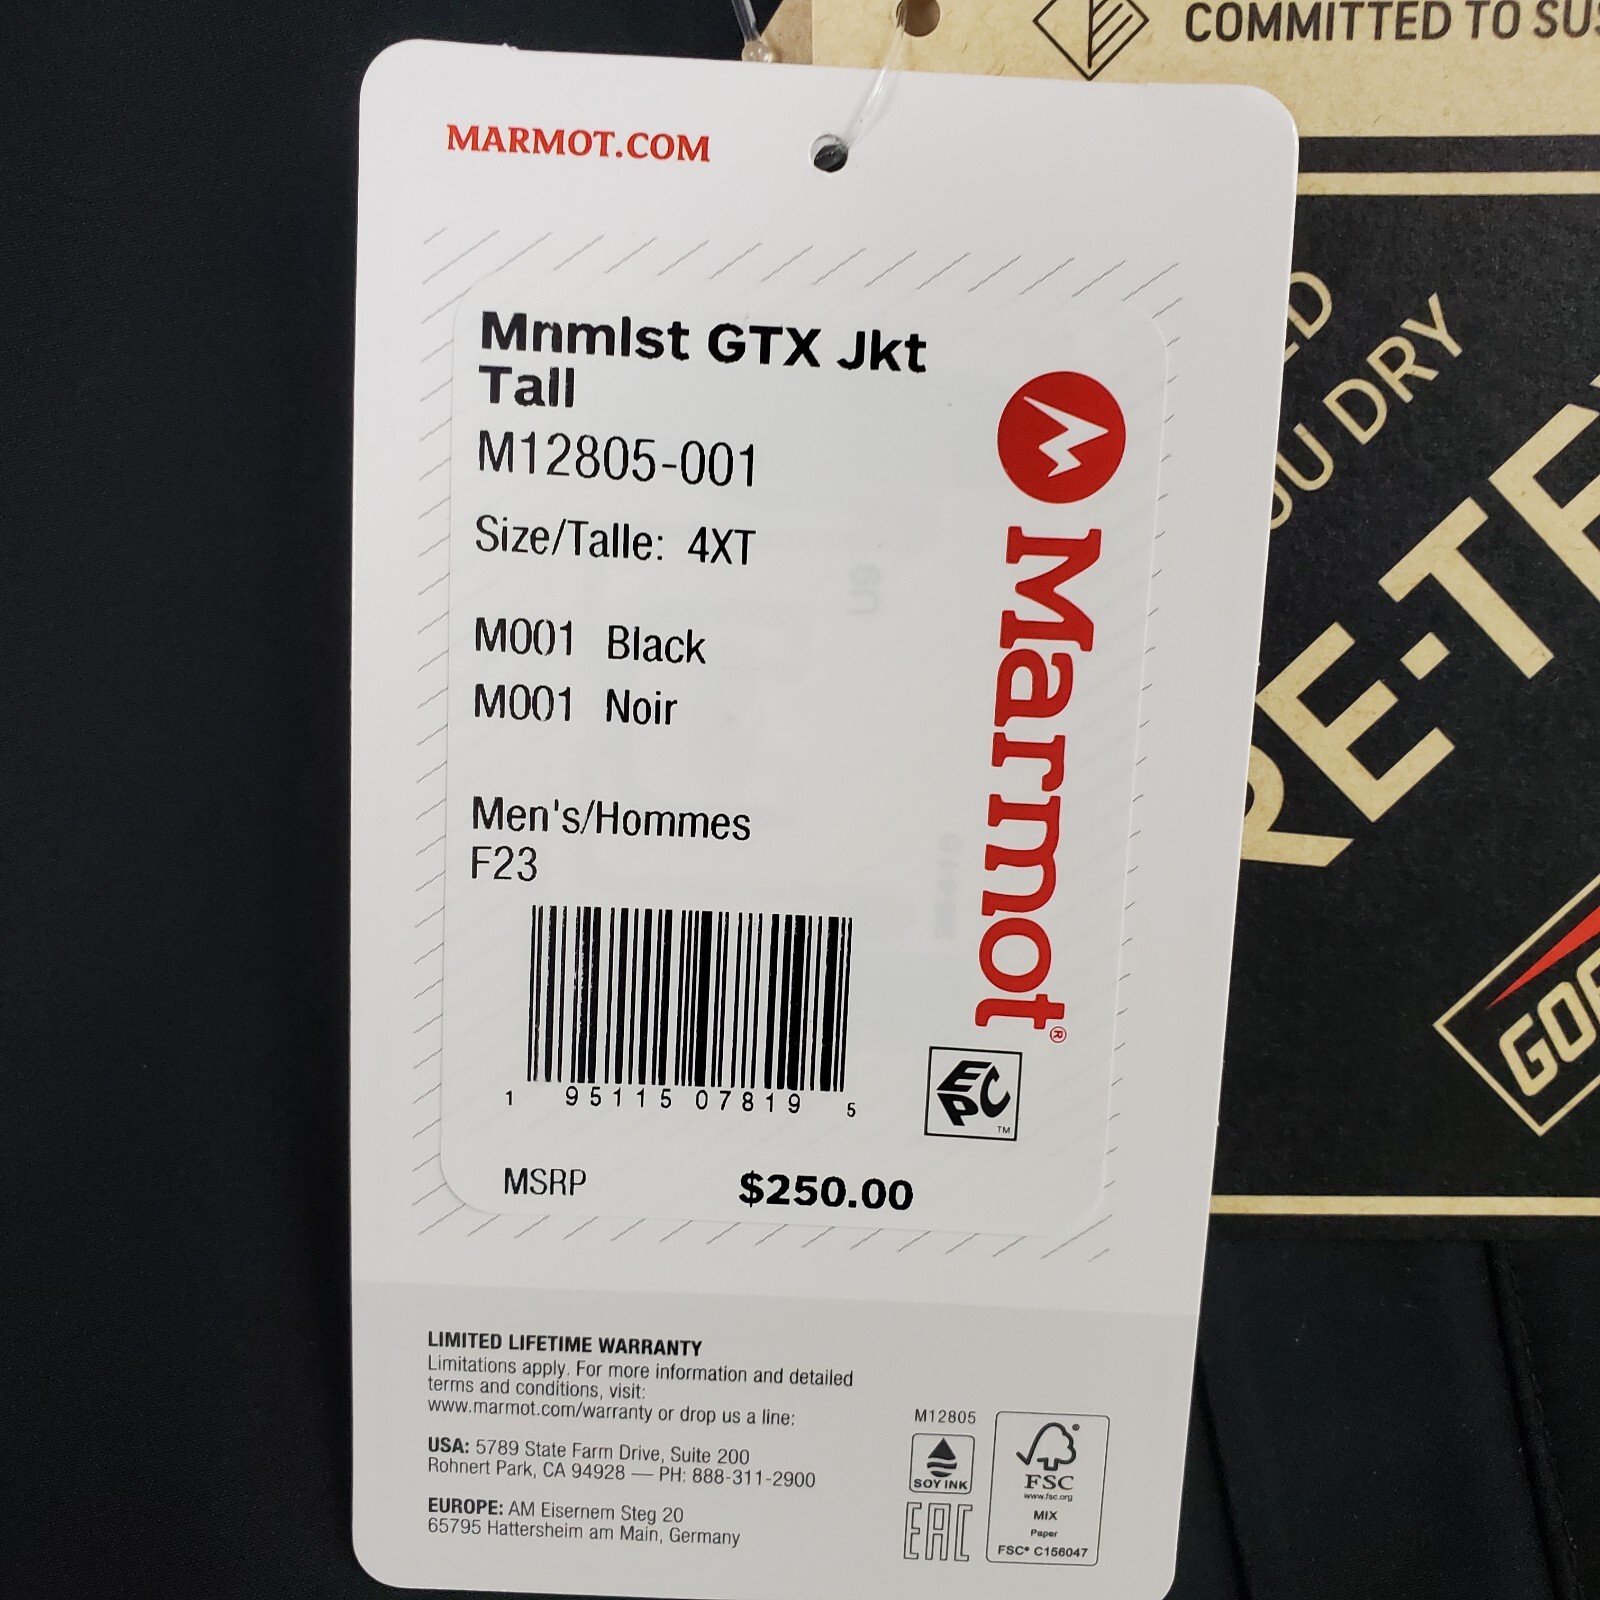 COMMITTED TO
MARMOT.COM
Mnmlst GTX Jkt
Tall
M12805-001
Size/Talle: 4XT
M001 Black
M001 Noir
Men's/Hommes
F23
1 95115 07819 5
MSRP $250.00
Marmot®
EPC
TM
LIMITED LIFETIME WARRANTY
Limitations apply. For more information and detailed
terms and conditions, visit:
www.marmot.com/warranty or drop us a line:
USA: 5789 State Farm Drive, Suite 200
Rohnert Park, CA 94928 — PH: 888-311-2900
EUROPE: AM Eisernem Steg 20
65795 Hattersheim am Main, Germany
M12805
SOY INK
EAC
FSC
www.fsc.org
MIX
Paper
FSC® C156047
DRY